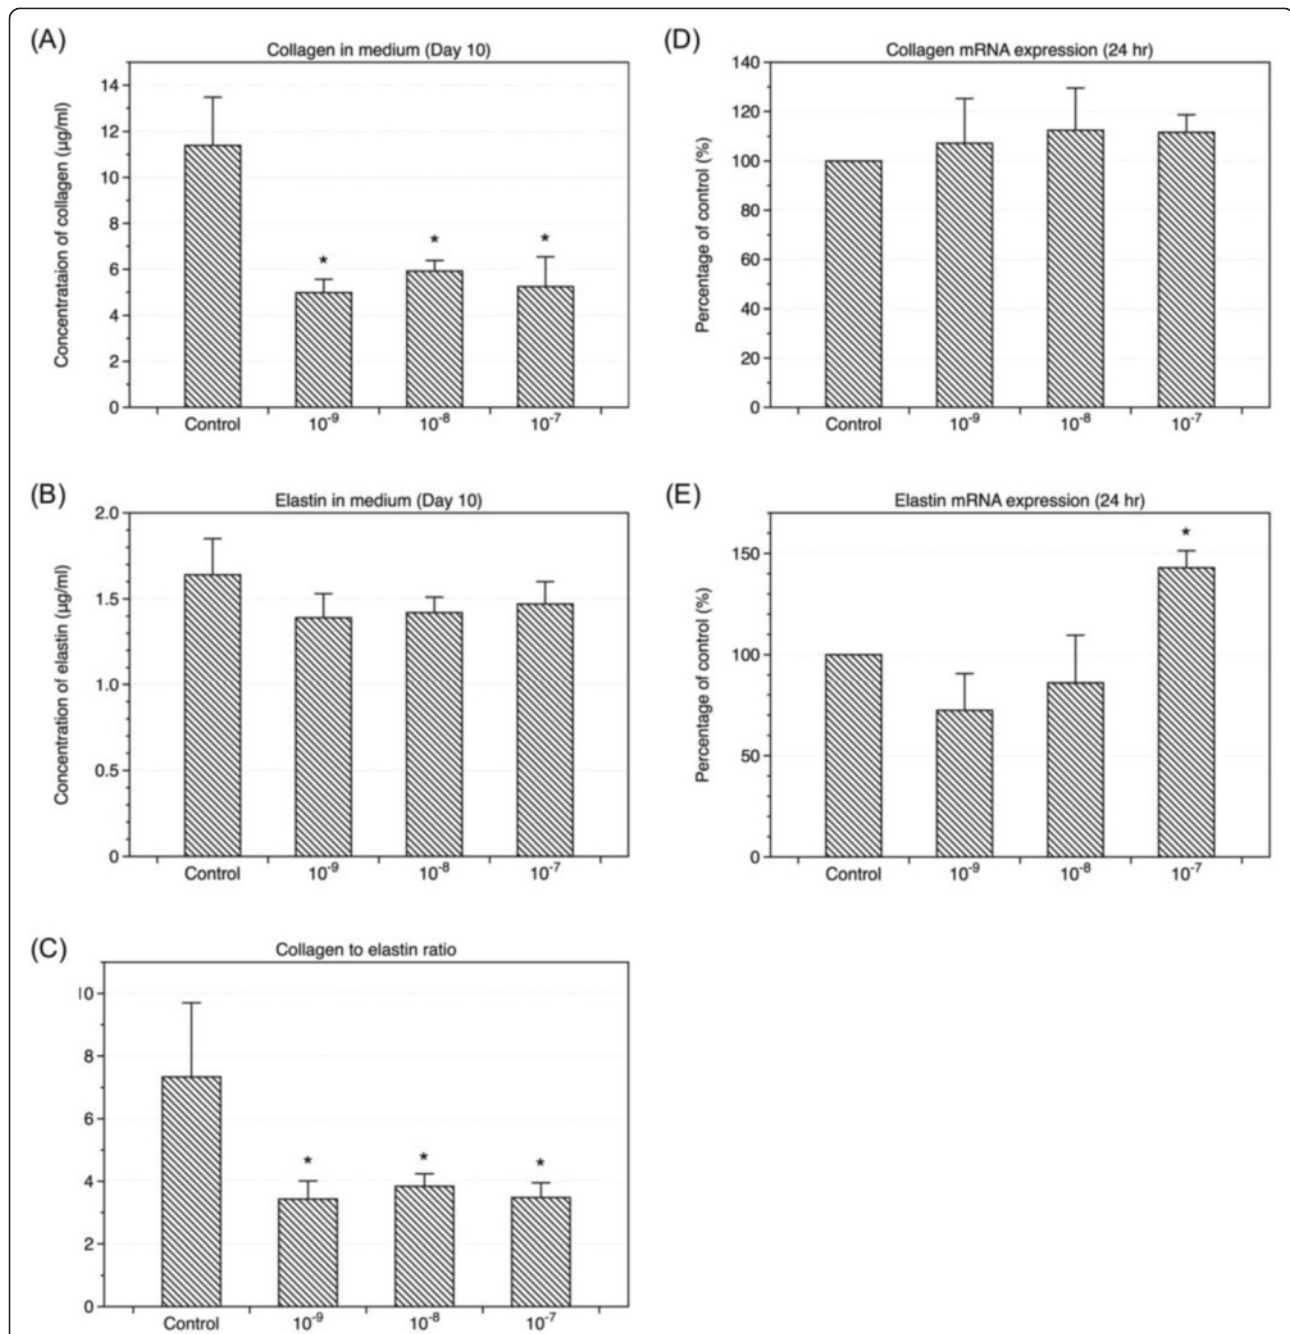 (A)
Collagen in medium (Day 10)
Concentrataion of collagen (µg/ml)
14
12
10
8
6
4
2
0
*
*
*
Control 10⁻⁹ 10⁻⁸ 10⁻⁷
(D)
Collagen mRNA expression (24 hr)
Percentage of control (%)
140
120
100
80
60
40
20
0
Control 10⁻⁹ 10⁻⁸ 10⁻⁷
(B)
Elastin in medium (Day 10)
Concentration of elastin (µg/ml)
2.0
1.5
1.0
0.5
0
Control 10⁻⁹ 10⁻⁸ 10⁻⁷
(E)
Elastin mRNA expression (24 hr)
Percentage of control (%)
150
100
50
0
*
Control 10⁻⁹ 10⁻⁸ 10⁻⁷
(C)
Collagen to elastin ratio
10
8
6
4
2
0
*
*
*
Control 10⁻⁹ 10⁻⁸ 10⁻⁷